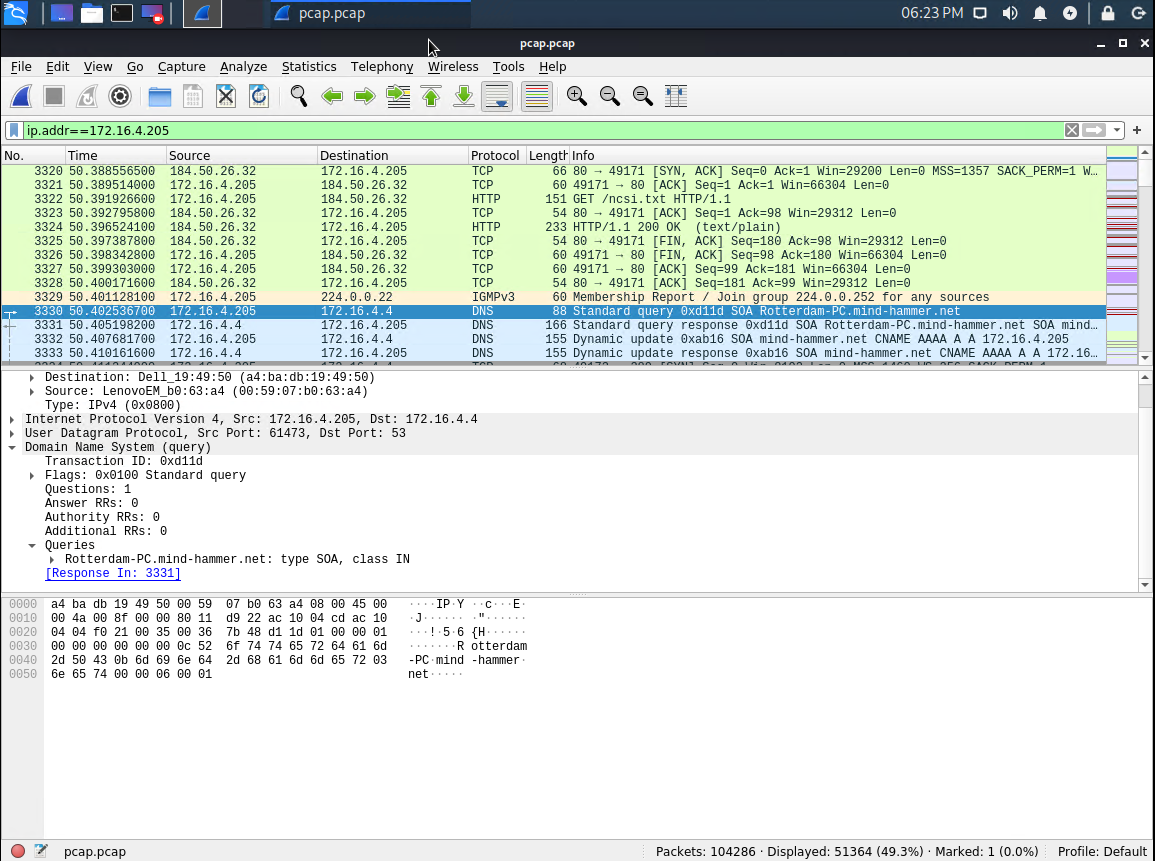 pcap.pcap
06:23 PM
pcap.pcap
File Edit View Go Capture Analyze Statistics Telephony Wireless Tools Help
ip.addr==172.16.4.205
No. Time Source Destination Protocol Length Info
3320 50.388556500 184.50.26.32 172.16.4.205 TCP 66 80 → 49171 [SYN, ACK] Seq=0 Ack=1 Win=29200 Len=0 MSS=1357 SACK_PERM=1 W…
3321 50.389514000 172.16.4.205 184.50.26.32 TCP 60 49171 → 80 [ACK] Seq=1 Ack=1 Win=66304 Len=0
3322 50.391926600 172.16.4.205 184.50.26.32 HTTP 151 GET /ncsi.txt HTTP/1.1
3323 50.392795800 184.50.26.32 172.16.4.205 TCP 54 80 → 49171 [ACK] Seq=1 Ack=98 Win=29312 Len=0
3324 50.396524100 184.50.26.32 172.16.4.205 HTTP 233 HTTP/1.1 200 OK (text/plain)
3325 50.397387800 184.50.26.32 172.16.4.205 TCP 54 80 → 49171 [FIN, ACK] Seq=180 Ack=98 Win=29312 Len=0
3326 50.398342800 172.16.4.205 184.50.26.32 TCP 60 49171 → 80 [FIN, ACK] Seq=98 Ack=180 Win=66304 Len=0
3327 50.399303000 172.16.4.205 184.50.26.32 TCP 60 49171 → 80 [ACK] Seq=99 Ack=181 Win=66304 Len=0
3328 50.400171600 184.50.26.32 172.16.4.205 TCP 54 80 → 49171 [ACK] Seq=181 Ack=99 Win=29312 Len=0
3329 50.401128100 172.16.4.205 224.0.0.22 IGMPv3 60 Membership Report / Join group 224.0.0.252 for any sources
3330 50.402536700 172.16.4.205 172.16.4.4 DNS 88 Standard query 0xd11d SOA Rotterdam-PC.mind-hammer.net
3331 50.405198200 172.16.4.4 172.16.4.205 DNS 166 Standard query response 0xd11d SOA Rotterdam-PC.mind-hammer.net SOA mind…
3332 50.407681700 172.16.4.205 172.16.4.4 DNS 155 Dynamic update 0xab16 SOA mind-hammer.net CNAME AAAA A A 172.16.4.205
3333 50.410161600 172.16.4.4 172.16.4.205 DNS 155 Dynamic update response 0xab16 SOA mind-hammer.net CNAME AAAA A A 172.16…
Destination: Dell_19:49:50 (a4:ba:db:19:49:50)
Source: LenovoEM_b0:63:a4 (00:59:07:b0:63:a4)
Type: IPv4 (0x0800)
Internet Protocol Version 4, Src: 172.16.4.205, Dst: 172.16.4.4
User Datagram Protocol, Src Port: 61473, Dst Port: 53
Domain Name System (query)
Transaction ID: 0xd11d
Flags: 0x0100 Standard query
Questions: 1
Answer RRs: 0
Authority RRs: 0
Additional RRs: 0
Queries
Rotterdam-PC.mind-hammer.net: type SOA, class IN
[Response In: 3331]
0000 a4 ba db 19 49 50 00 59 07 b0 63 a4 08 00 45 00 ····IP·Y ··c···E·
0010 00 4a 00 8f 00 00 80 11 d9 22 ac 10 04 cd ac 10 ·J······ ·"······
0020 04 04 f0 21 00 35 00 36 7b 48 d1 1d 01 00 00 01 ···!·5·6 {H······
0030 00 00 00 00 00 00 0c 52 6f 74 74 65 72 64 61 6d ·······R otterdam
0040 2d 50 43 0b 6d 69 6e 64 2d 68 61 6d 6d 65 72 03 -PC·mind -hammer·
0050 6e 65 74 00 00 06 00 01 net·····
pcap.pcap
Packets: 104286 · Displayed: 51364 (49.3%) · Marked: 1 (0.0%)
Profile: Default